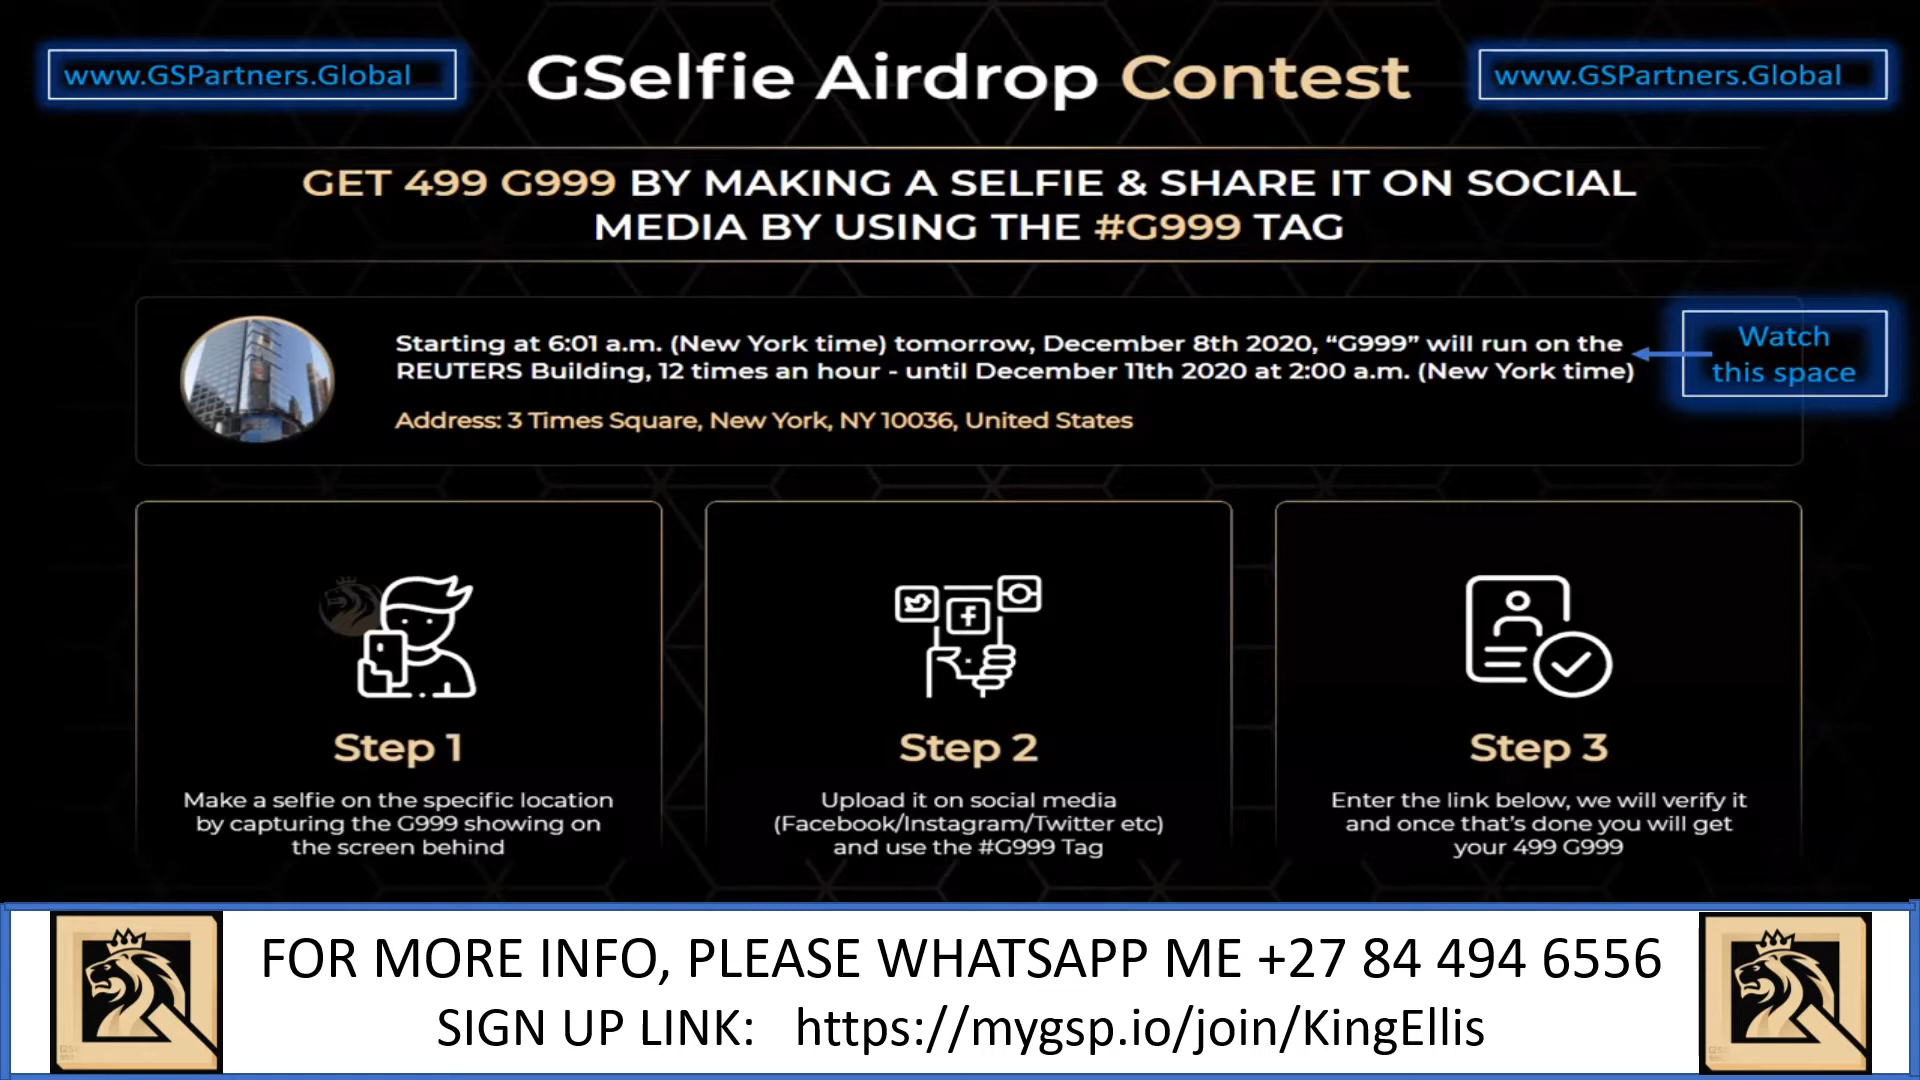 www.GSPartners.Global
GSelfie Airdrop Contest
www.GSPartners.Global
GET 499 G999 BY MAKING A SELFIE & SHARE IT ON SOCIAL
MEDIA BY USING THE #G999 TAG
Starting at 6:01 a.m. (New York time) tomorrow, December 8th 2020, “G999” will run on the
REUTERS Building, 12 times an hour - until December 11th 2020 at 2:00 a.m. (New York time)
Address: 3 Times Square, New York, NY 10036, United States
Watch
this space
Step 1
Make a selfie on the specific location
by capturing the G999 showing on
the screen behind
Step 2
Upload it on social media
(Facebook/Instagram/Twitter etc)
and use the #G999 Tag
Step 3
Enter the link below, we will verify it
and once that’s done you will get
your 499 G999
FOR MORE INFO, PLEASE WHATSAPP ME +27 84 494 6556
SIGN UP LINK: https://mygsp.io/join/KingEllis